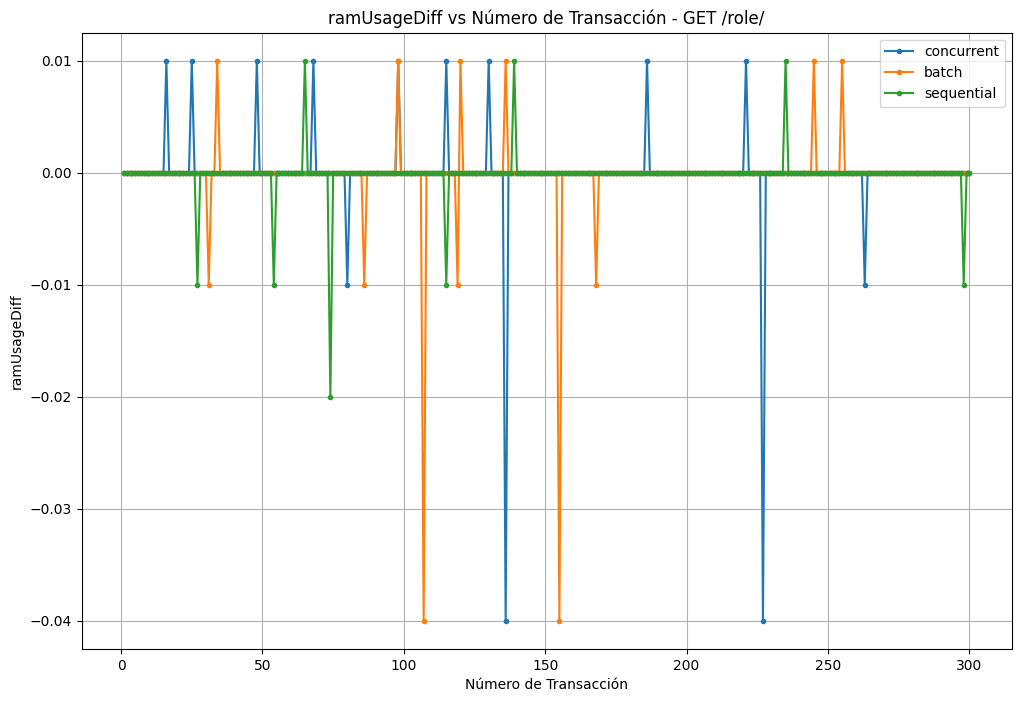 ramUsageDiff vs Número de Transacción - GET /role/
concurrent
batch
sequential
0.01
0.00
−0.01
−0.02
−0.03
−0.04
ramUsageDiff
0 50 100 150 200 250 300
Número de Transacción